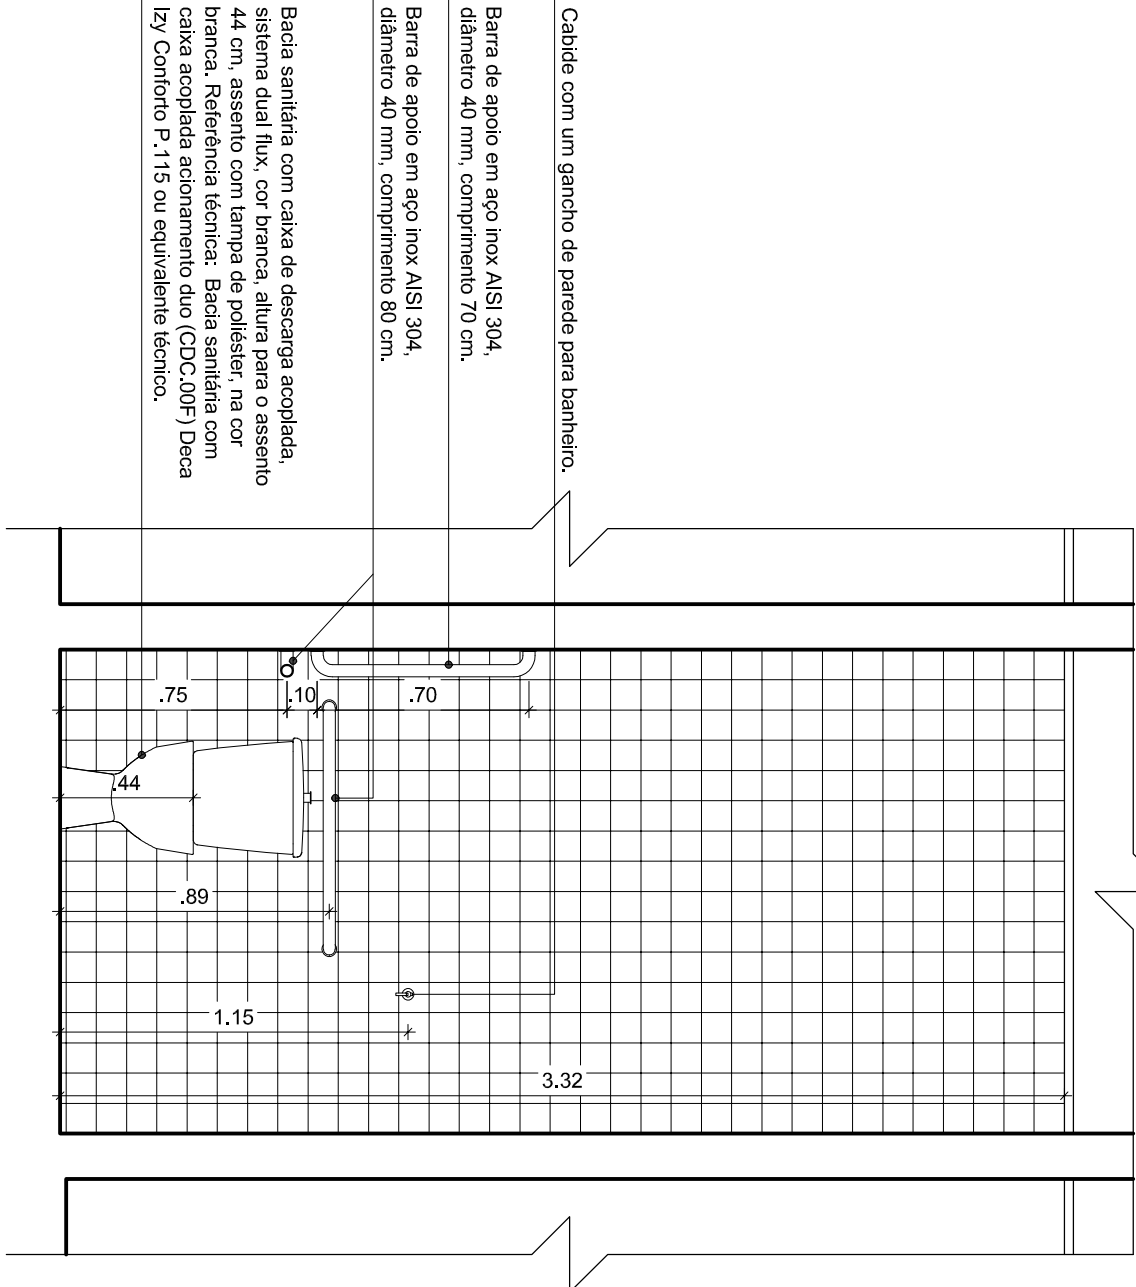 Cabide com um gancho de parede para banheiro.
Barra de apoio em aço inox AISI 304,
diâmetro 40 mm, comprimento 70 cm.
Barra de apoio em aço inox AISI 304,
diâmetro 40 mm, comprimento 80 cm.
Bacia sanitária com caixa de descarga acoplada,
sistema dual flux, cor branca, altura para o assento
44 cm, assento com tampa de poliéster, na cor
branca. Referência técnica:  Bacia sanitária com
caixa acoplada acionamento duo (CDC.00F) Deca
Izy Conforto P.115 ou equivalente técnico.
.75
.10
.70
.44
.89
1.15
3.32